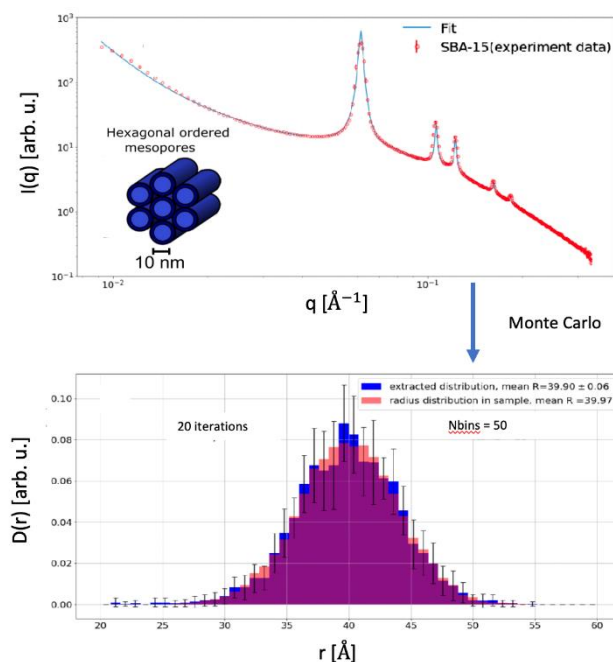 10³
10²
10¹
10⁰
10⁻¹
I(q) [arb. u.]
Fit
SBA-15(experiment data)
Hexagonal ordered
mesopores
10 nm
10⁻² 10⁻¹
q [Å⁻¹]
Monte Carlo
extracted distribution, mean R=39.90 ± 0.06
radius distribution in sample, mean R =39.97
20 iterations
Nbins = 50
0.10
0.08
0.06
0.04
0.02
0.00
D(r) [arb. u.]
20 25 30 35 40 45 50 55 60
r [Å]